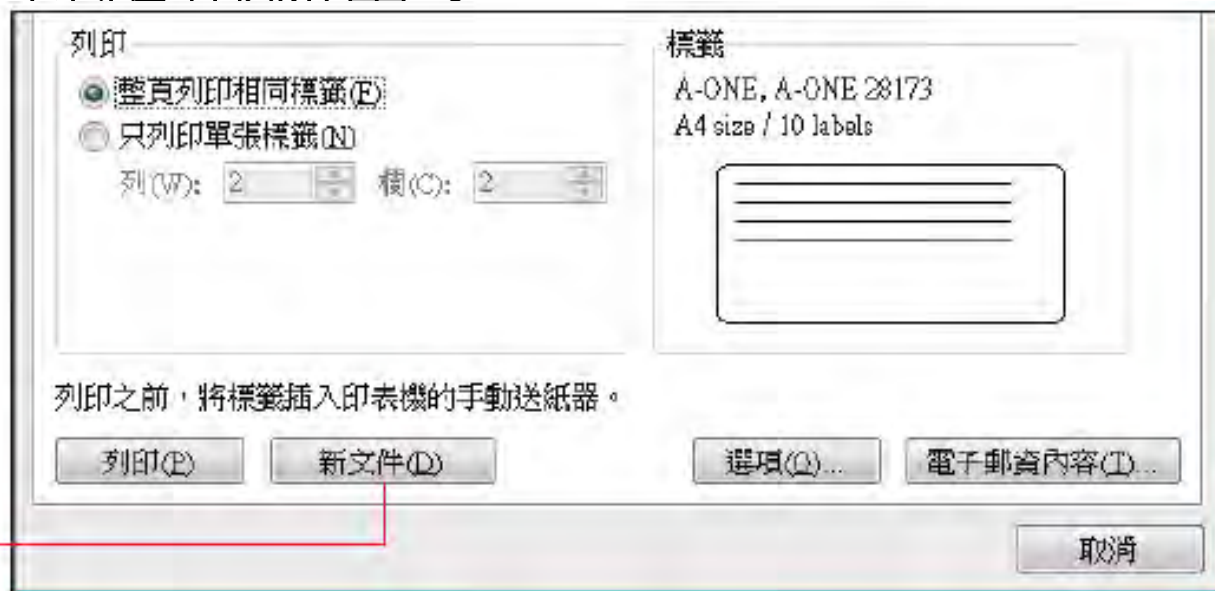 列印
整頁列印相同標籤(F)
只列印單張標籤(N)
列(W): 2 欄(C): 2
標籤
A-ONE, A-ONE 28173
A4 size / 10 labels
列印之前，將標籤插入印表機的手動送紙器。
列印(P) 新文件(D) 選項(O)... 電子郵資內容(I)...
取消